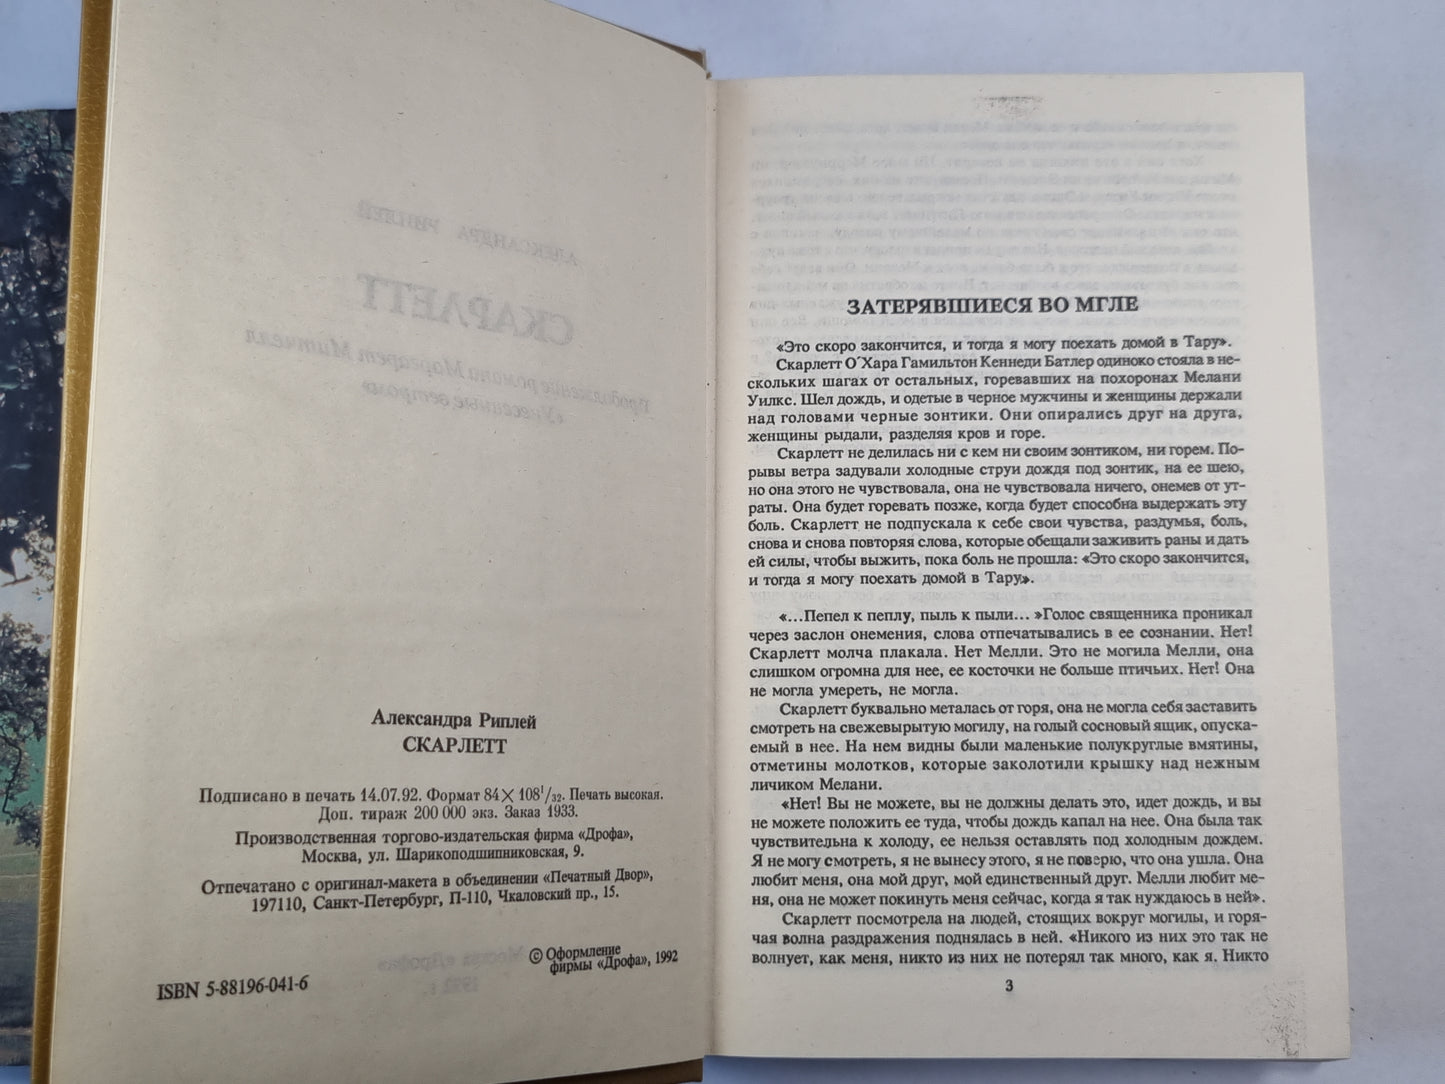 Александра Риплей
СКАРЛЕТТ
Подписано в печать 14.07.92. Формат 84×108¹/₃₂. Печать высокая.
Доп. тираж 200 000 экз. Заказ 1933.
Производственная торгово-издательская фирма «Дрофа»,
Москва, ул. Шарикоподшипниковская, 9.
Отпечатано с оригинал-макета в объединении «Печатный Двор»,
197110, Санкт-Петербург, П-110, Чкаловский пр., 15.
© Оформление
фирмы «Дрофа», 1992
ISBN 5-88196-041-6
ЗАТЕРЯВШИЕСЯ ВО МГЛЕ
«Это скоро закончится, и тогда я могу поехать домой в Тару».
Скарлетт О´Хара Гамильтон Кеннеди Батлер одиноко стояла в не-
скольких шагах от остальных, горевавших на похоронах Мелани
Уилкс. Шел дождь, и одетые в черное мужчины и женщины держали
над головами черные зонтики. Они опирались друг на друга,
женщины рыдали, разделяя кров и горе.
Скарлетт не делилась ни с кем ни своим зонтиком, ни горем. По-
рывы ветра задували холодные струи дождя под зонтик, на ее шею,
но она этого не чувствовала, она не чувствовала ничего, онемев от ут-
раты. Она будет горевать позже, когда будет способна выдержать эту
боль. Скарлетт не подпускала к себе свои чувства, раздумья, боль,
снова и снова повторяя слова, которые обещали заживить раны и дать
ей силы, чтобы выжить, пока боль не прошла: «Это скоро закончится,
и тогда я могу поехать домой в Тару».
«...Пепел к пеплу, пыль к пыли... »Голос священника проникал
через заслон онемения, слова отпечатывались в ее сознании. Нет!
Скарлетт молча плакала. Нет Мелли. Это не могила Мелли, она
слишком огромна для нее, ее косточки не больше птичьих. Нет! Она
не могла умереть, не могла.
Скарлетт буквально металась от горя, она не могла себя заставить
смотреть на свежевырытую могилу, на голый сосновый ящик, опуска-
емый в нее. На нем видны были маленькие полукруглые вмятины,
отметины молотков, которые заколотили крышку над нежным
личиком Мелани.
«Нет! Вы не можете, вы не должны делать это, идет дождь, и вы
не можете положить ее туда, чтобы дождь капал на нее. Она была так
чувствительна к холоду, ее нельзя оставлять под холодным дождем.
Я не могу смотреть, я не вынесу этого, я не поверю, что она ушла. Она
любит меня, она мой друг, мой единственный друг. Мелли любит ме-
ня, она не может покинуть меня сейчас, когда я так нуждаюсь в ней».
Скарлетт посмотрела на людей, стоящих вокруг могилы, и горя-
чая волна раздражения поднялась в ней. «Никого из них это так не
волнует, как меня, никто из них не потерял так много, как я. Никто
3